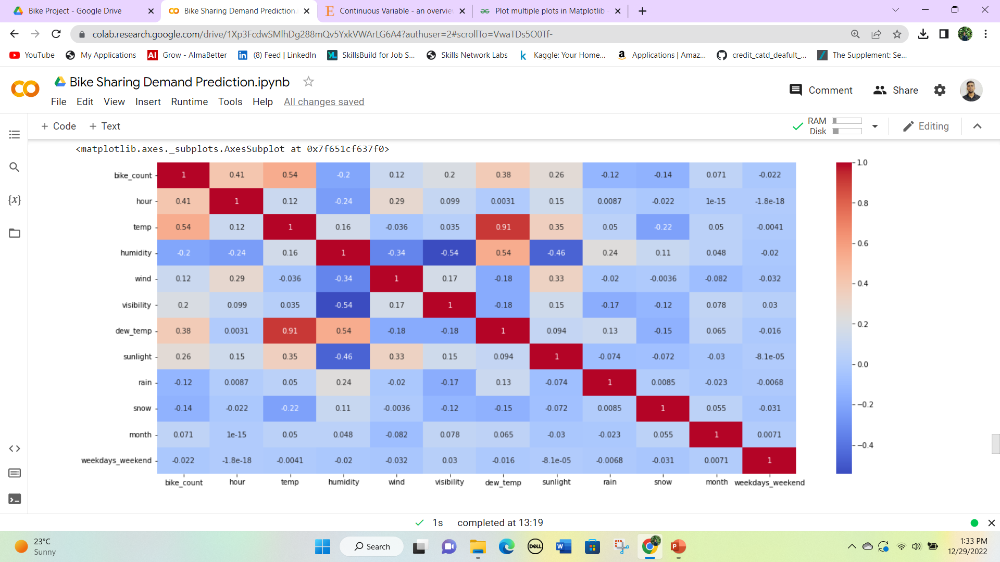 Bike Project - Google Drive
Bike Sharing Demand Prediction.
Continuous Variable - an overvie
Plot multiple plots in Matplotlib -
colab.research.google.com/drive/1Xp3FcdwSMlhDg288mQv5YxkVWArLG6A4?authuser=2#scrollTo=VwaTDs5O0Tf-
YouTube
My Applications
AI Grow - AlmaBetter
in (8) Feed | LinkedIn
SkillsBuild for Job S...
Skills Network Labs
k Kaggle: Your Home...
a Applications | Amaz...
credit_catd_deafult_...
The Supplement: Se...
Bike Sharing Demand Prediction.ipynb
Comment
Share
File Edit View Insert Runtime Tools Help All changes saved
+ Code + Text
RAM
Disk
Editing
<matplotlib.axes._subplots.AxesSubplot at 0x7f651cf637f0>
bike_count 1 0.41 0.54 -0.2 0.12 0.2 0.38 0.26 -0.12 -0.14 0.071 -0.022
hour 0.41 1 0.12 -0.24 0.29 0.099 0.0031 0.15 0.0087 -0.022 1e-15 -1.8e-18
temp 0.54 0.12 1 0.16 -0.036 0.035 0.91 0.35 0.05 -0.22 0.05 -0.0041
humidity -0.2 -0.24 0.16 1 -0.34 -0.54 0.54 -0.46 0.24 0.11 0.048 -0.02
wind 0.12 0.29 -0.036 -0.34 1 0.17 -0.18 0.33 -0.02 -0.0036 -0.082 -0.032
visibility 0.2 0.099 0.035 -0.54 0.17 1 -0.18 0.15 -0.17 -0.12 0.078 0.03
dew_temp 0.38 0.0031 0.91 0.54 -0.18 -0.18 1 0.094 0.13 -0.15 0.065 -0.016
sunlight 0.26 0.15 0.35 -0.46 0.33 0.15 0.094 1 -0.074 -0.072 -0.03 -8.1e-05
rain -0.12 0.0087 0.05 0.24 -0.02 -0.17 0.13 -0.074 1 0.0085 -0.023 -0.0068
snow -0.14 -0.022 -0.22 0.11 -0.0036 -0.12 -0.15 -0.072 0.0085 1 0.055 -0.031
month 0.071 1e-15 0.05 0.048 -0.082 0.078 0.065 -0.03 -0.023 0.055 1 0.0071
weekdays_weekend -0.022 -1.8e-18 -0.0041 -0.02 -0.032 0.03 -0.016 -8.1e-05 -0.0068 -0.031 0.0071 1
bike_count hour temp humidity wind visibility dew_temp sunlight rain snow month weekdays_weekend
1.0
0.8
0.6
0.4
0.2
0.0
−0.2
−0.4
1s completed at 13:19
23°C
Sunny
Search
1:33 PM
12/29/2022